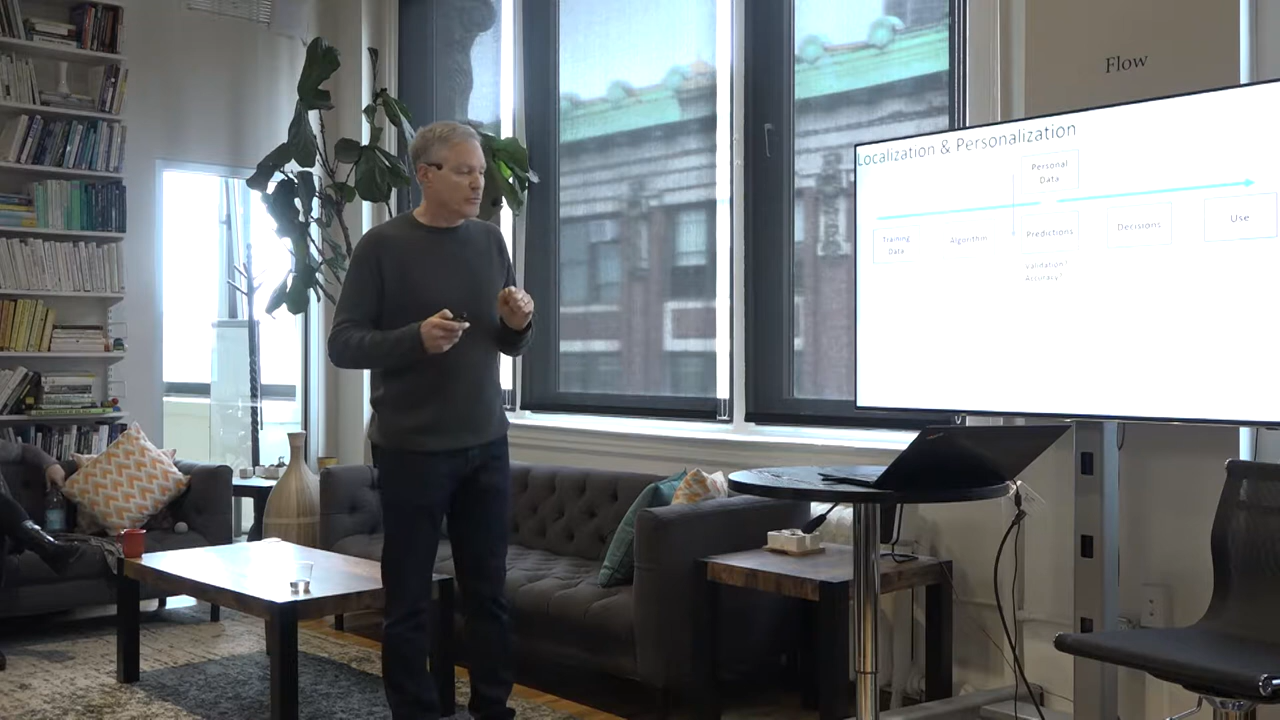 Flow
Localization & Personalization
Personal
Data
Training
Data
Algorithm
Predictions
Decisions
Use
Validation?
Accuracy?